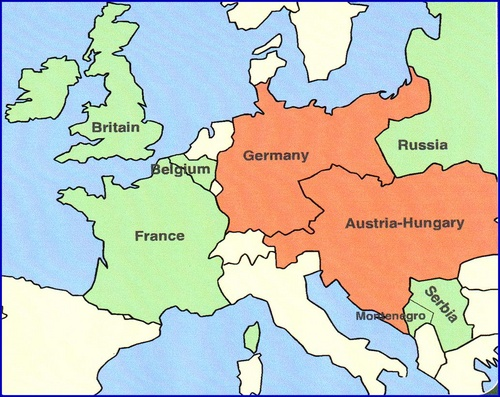 Britain
Belgium
Germany
Russia
France
Austria-Hungary
Serbia
Montenegro